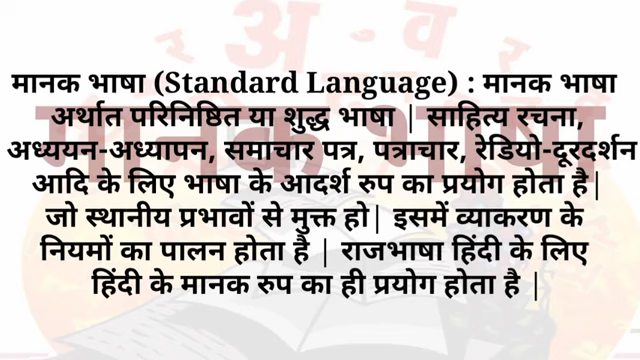 अ - व
र र
मानक भाषा (Standard Language) : मानक भाषा
अर्थात परिनिष्ठित या शुद्ध भाषा | साहित्य रचना,
अध्ययन-अध्यापन, समाचार पत्र, पत्राचार, रेडियो-दूरदर्शन
आदि के लिए भाषा के आदर्श रुप का प्रयोग होता है|
जो स्थानीय प्रभावों से मुक्त हो| इसमें व्याकरण के
नियमों का पालन होता है | राजभाषा हिंदी के लिए
हिंदी के मानक रुप का ही प्रयोग होता है |